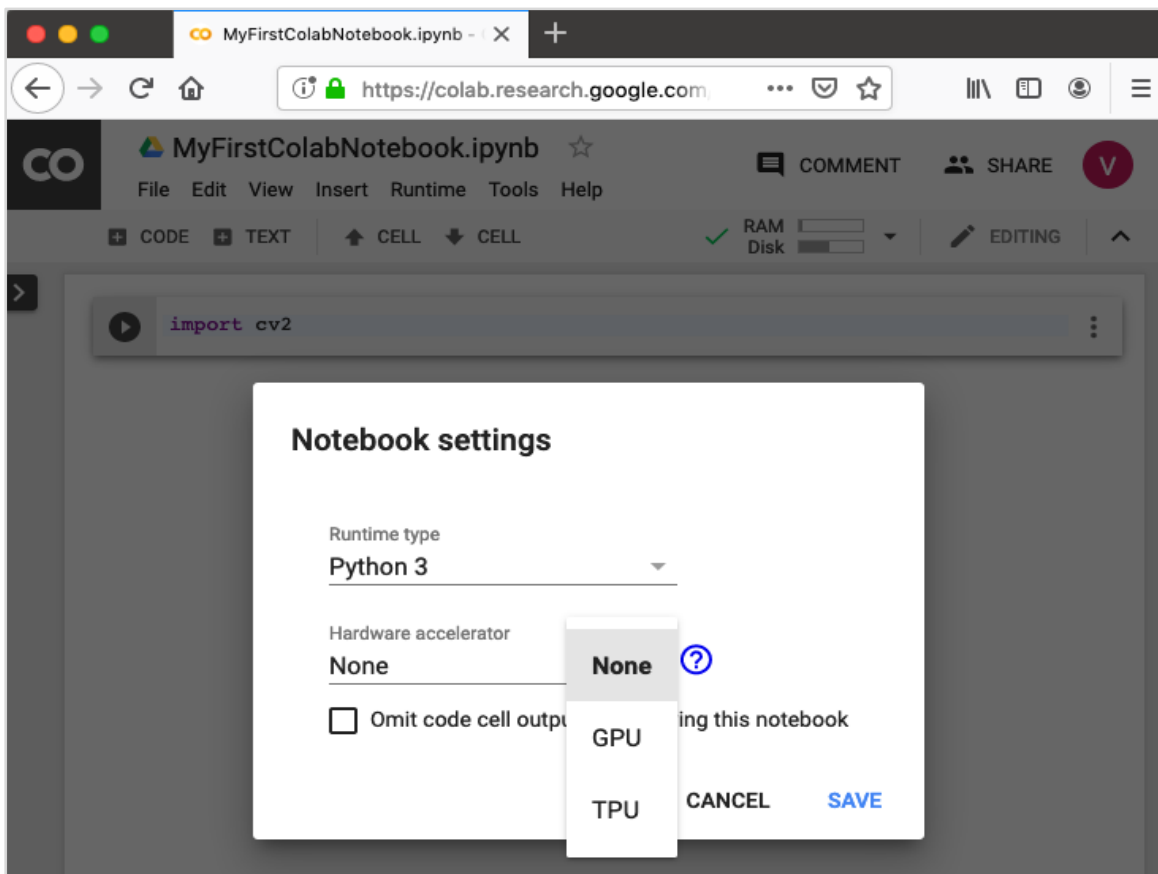 CO MyFirstColabNotebook.ipynb -
https://colab.research.google.com
CO MyFirstColabNotebook.ipynb COMMENT SHARE V
File Edit View Insert Runtime Tools Help
CODE TEXT CELL CELL RAM Disk EDITING
import cv2
Notebook settings
Runtime type
Python 3
Hardware accelerator
None None
Omit code cell outpu ing this notebook
GPU
TPU CANCEL SAVE